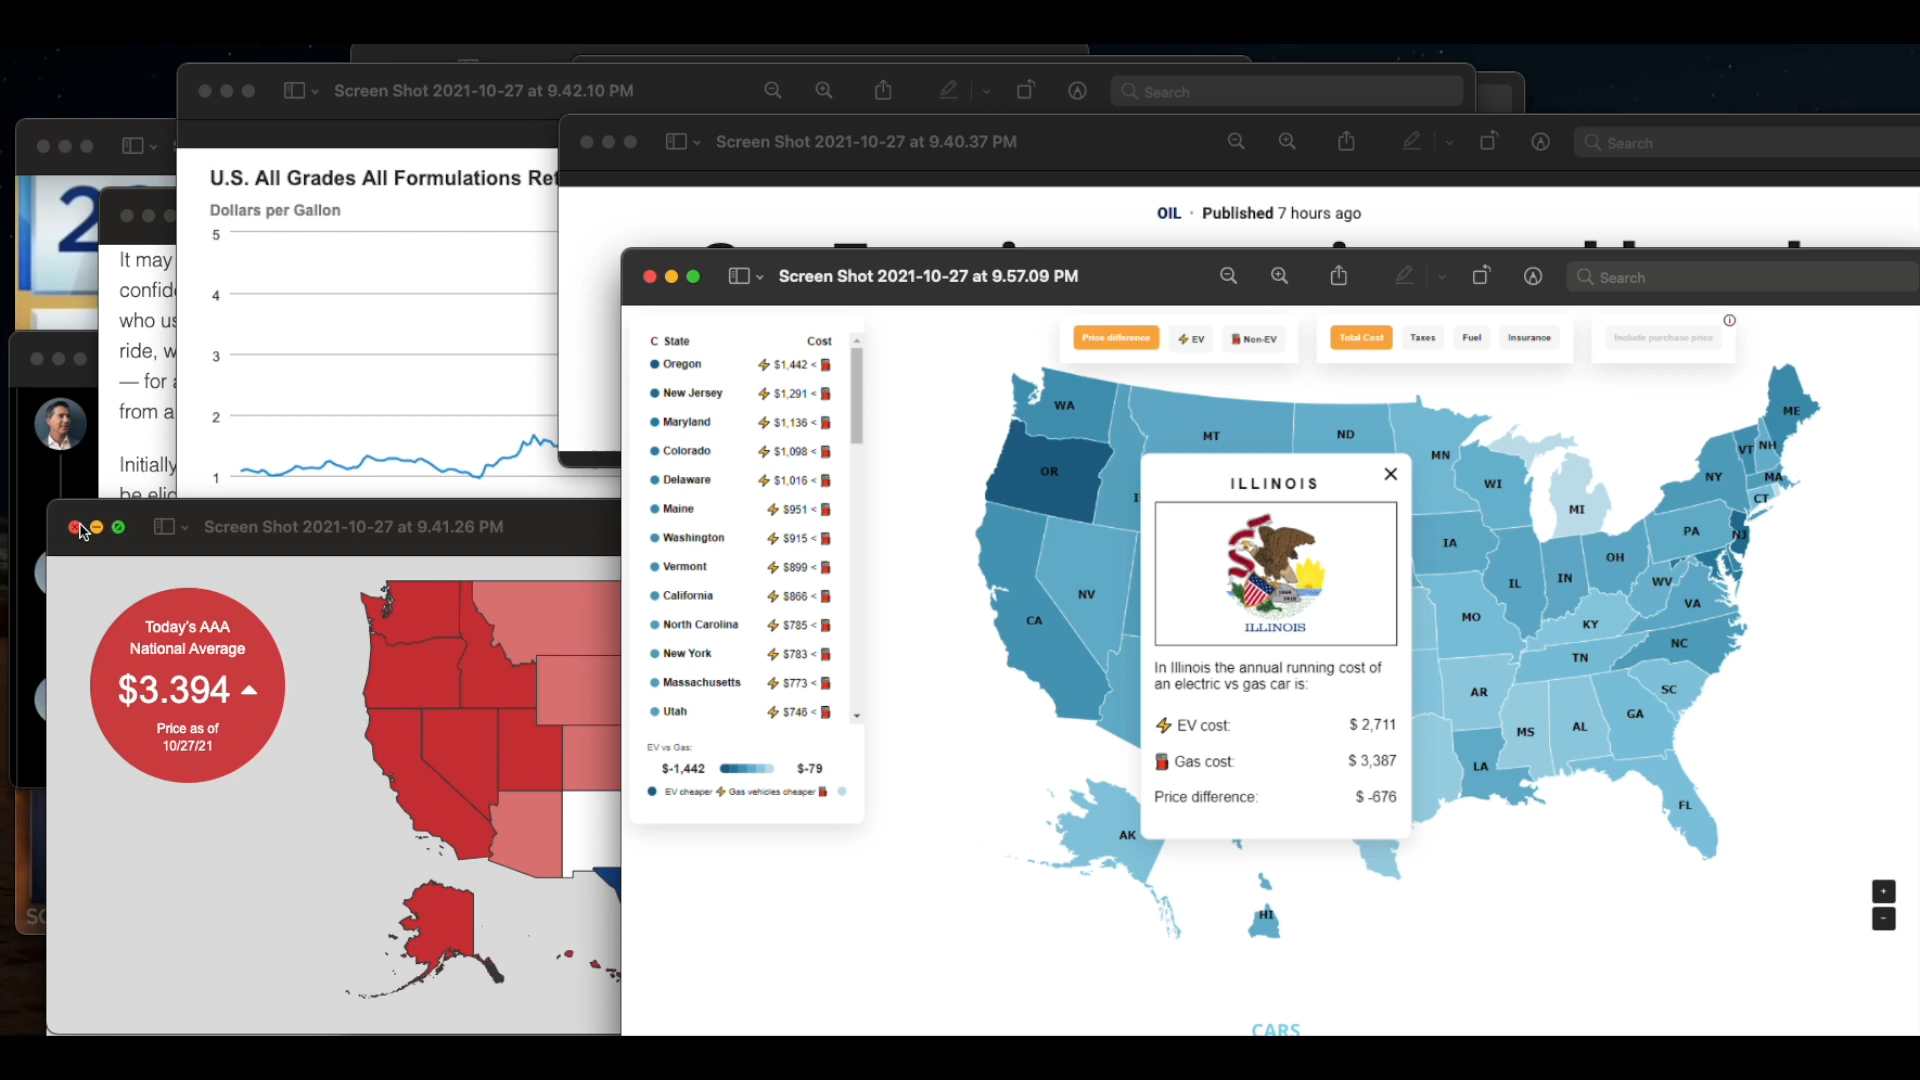 Screen Shot 2021-10-27 at 9.42.10 PM
Search
Screen Shot 2021-10-27 at 9.40.37 PM
Search
U.S. All Grades All Formulations Ret
Dollars per Gallon
5
4
3
2
1
OIL · Published 7 hours ago
It may
confide
who us
ride, w
— for a
from a
Initially
be elig
Screen Shot 2021-10-27 at 9.57.09 PM
Search
C State Cost
Oregon $1,442 <
New Jersey $1,291 <
Maryland $1,136 <
Colorado $1,098 <
Delaware $1,016 <
Maine $951 <
Washington $915 <
Vermont $899 <
California $866 <
North Carolina $785 <
New York $783 <
Massachusetts $773 <
Utah $746 <
EV vs Gas:
$-1,442 $-79
EV cheaper Gas vehicles cheaper
Price difference EV Non-EV
Total Cost Taxes Fuel Insurance
Include purchase price
WA
MT
ND
MN
OR
WI
MI
NY
VT
NH
ME
MA
CT
IA
PA
NJ
NV
CA
IL
IN
OH
WV
VA
MO
KY
NC
TN
AR
SC
MS
AL
GA
LA
FL
AK
HI
ILLINOIS
ILLINOIS
In Illinois the annual running cost of
an electric vs gas car is:
EV cost: $ 2,711
Gas cost: $ 3,387
Price difference: $ -676
+
-
CARS
Screen Shot 2021-10-27 at 9.41.26 PM
Today's AAA
National Average
$3.394
Price as of
10/27/21